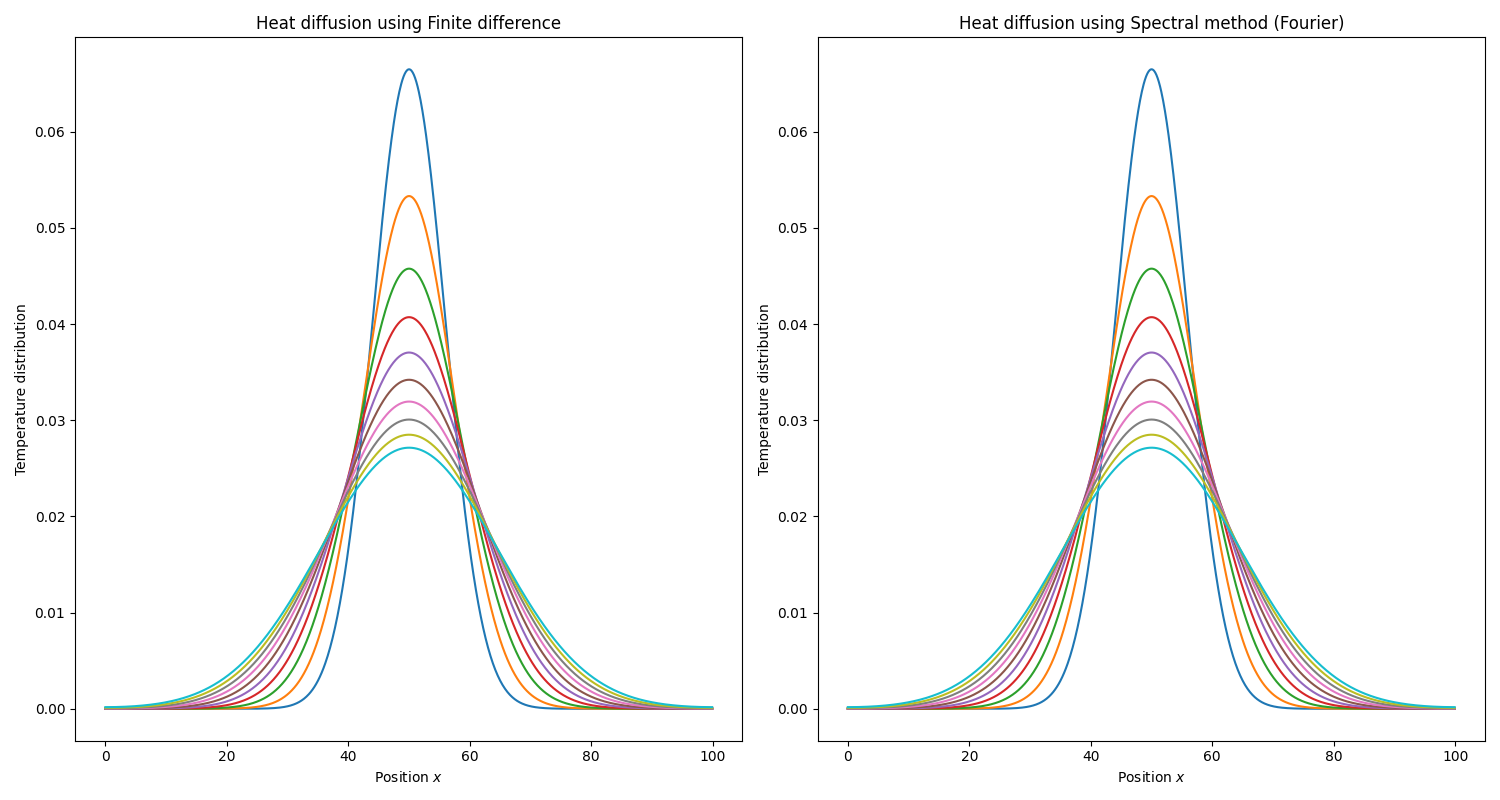 Heat diffusion using Finite difference
Temperature distribution
0.06
0.05
0.04
0.03
0.02
0.01
0.00
0 20 40 60 80 100
Position x
Heat diffusion using Spectral method (Fourier)
Temperature distribution
0.06
0.05
0.04
0.03
0.02
0.01
0.00
0 20 40 60 80 100
Position x